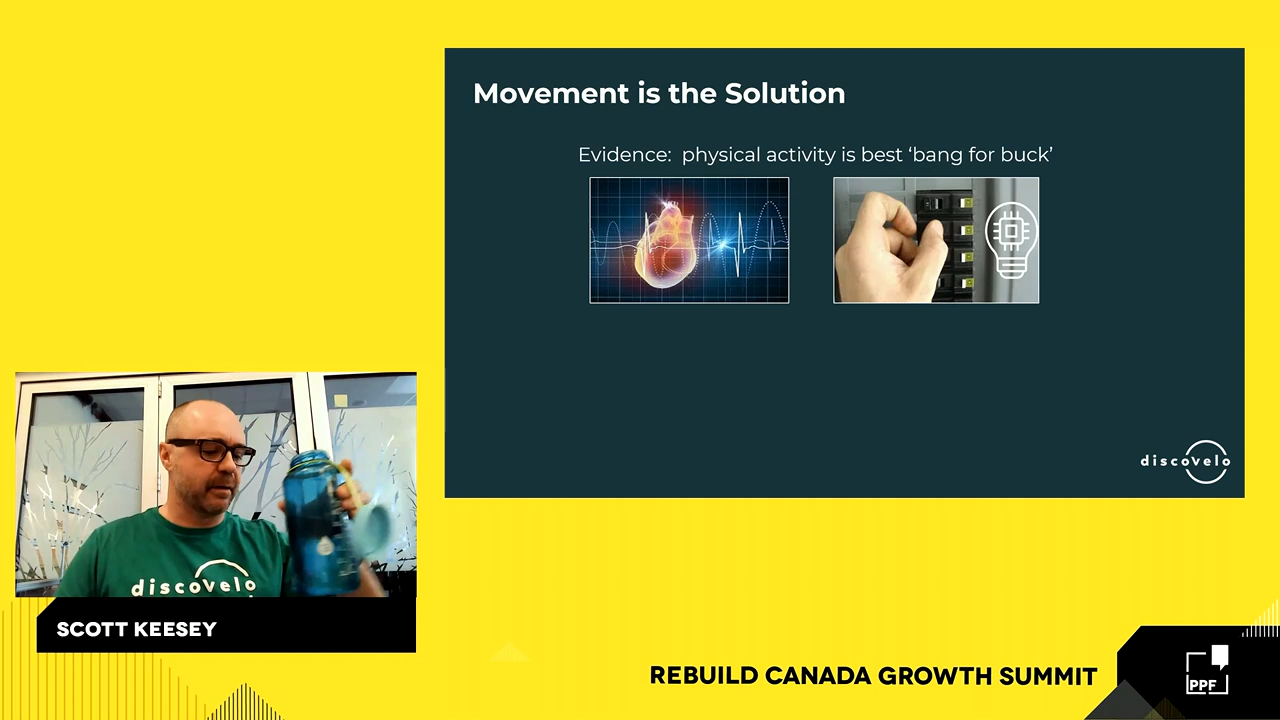 Movement is the Solution
Evidence:  physical activity is best ‘bang for buck’
discovelo
discovelo
SCOTT KEESEY
REBUILD CANADA GROWTH SUMMIT
PPF